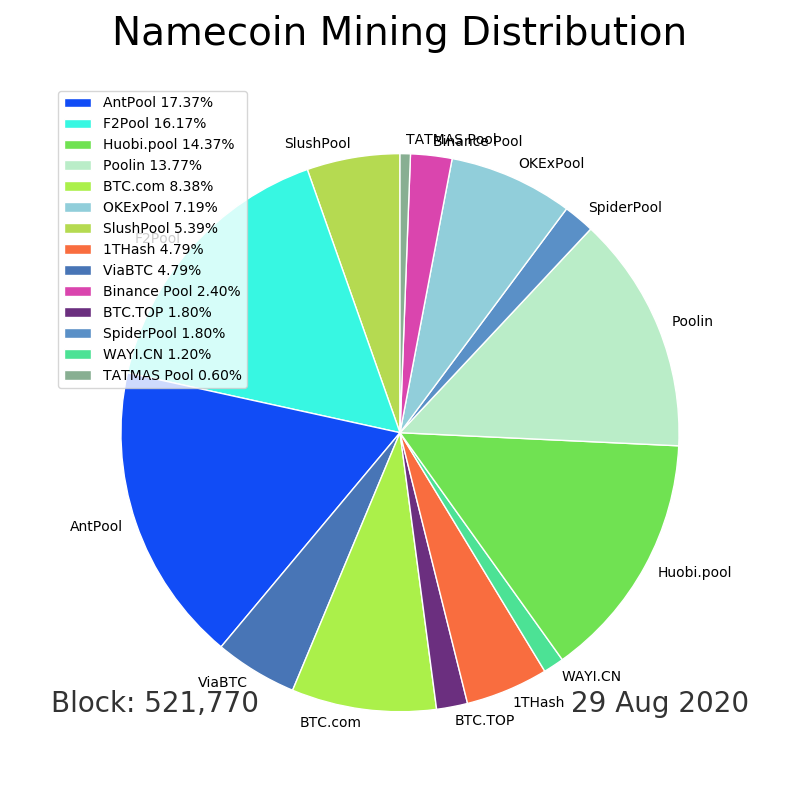 Namecoin Mining Distribution
AntPool 17.37%
F2Pool 16.17%
Huobi.pool 14.37%
Poolin 13.77%
BTC.com 8.38%
OKExPool 7.19%
SlushPool 5.39%
1THash 4.79%
ViaBTC 4.79%
Binance Pool 2.40%
BTC.TOP 1.80%
SpiderPool 1.80%
WAYI.CN 1.20%
TATMAS Pool 0.60%
TATMAS Pool
Binance Pool
SlushPool
OKExPool
SpiderPool
F2Pool
Poolin
AntPool
Huobi.pool
WAYI.CN
ViaBTC
1THash
BTC.TOP
BTC.com
Block: 521,770
29 Aug 2020